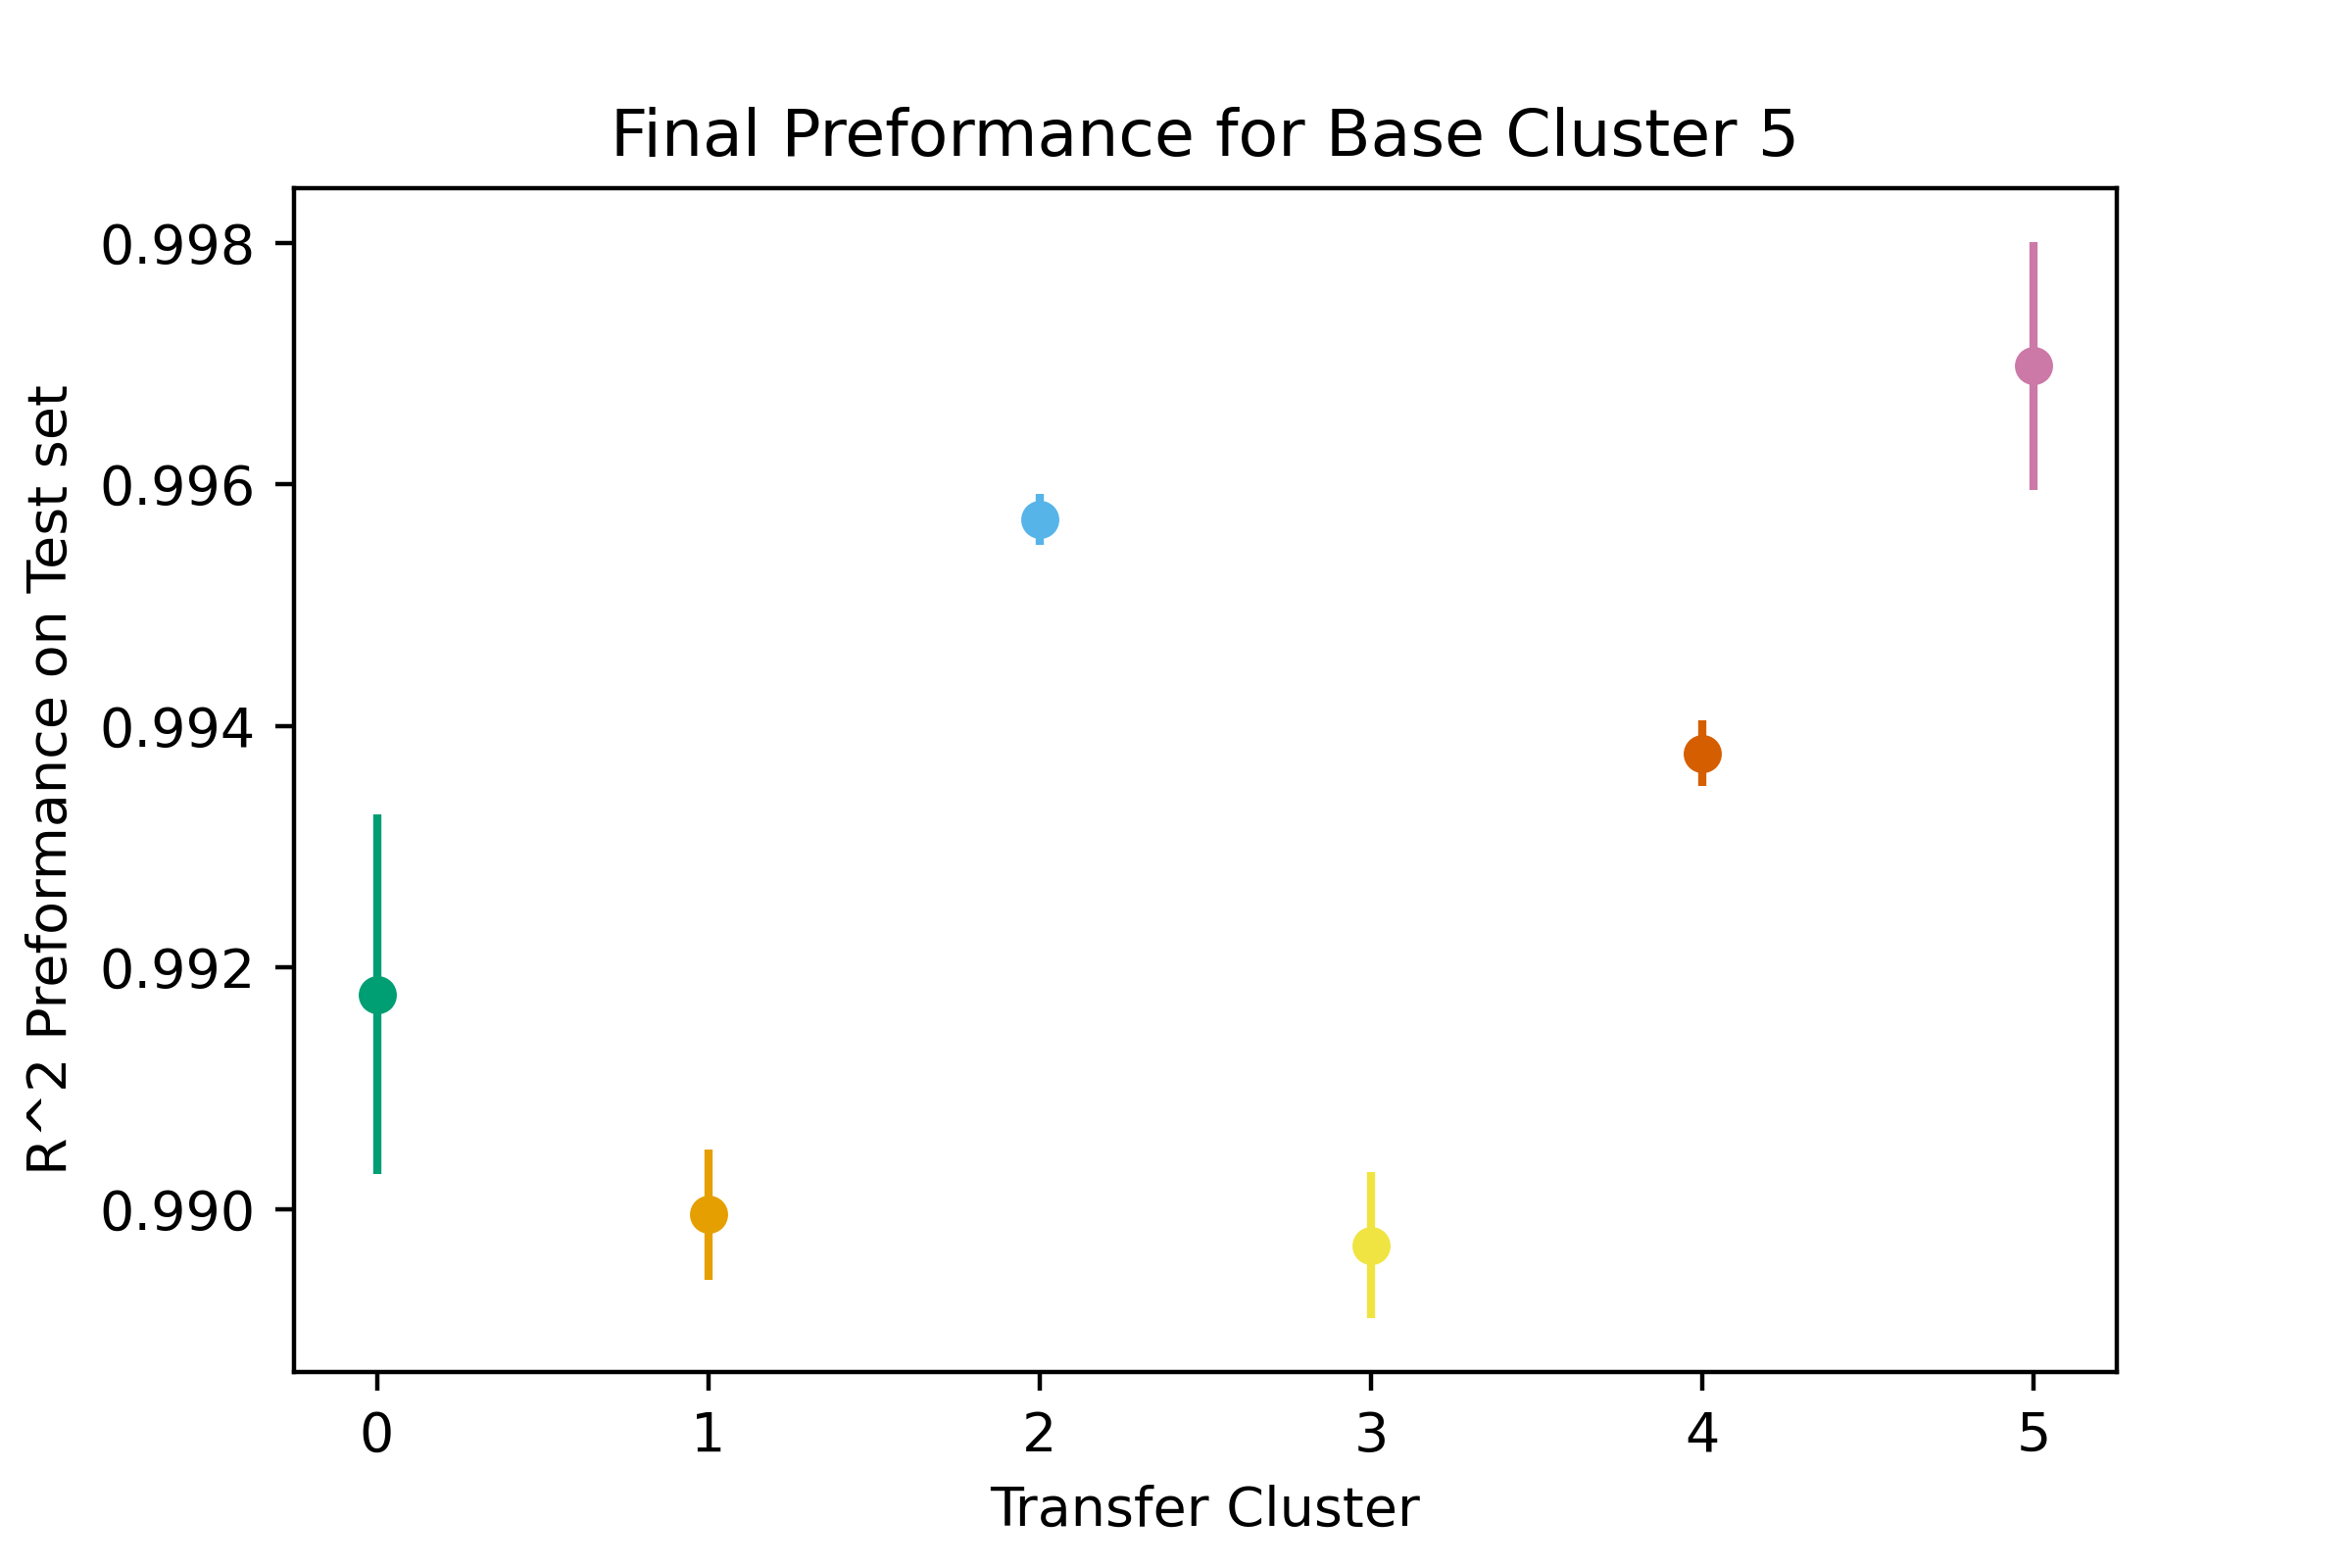 Final Preformance for Base Cluster 5
R^2 Preformance on Test set
0.998
0.996
0.994
0.992
0.990
0 1 2 3 4 5
Transfer Cluster